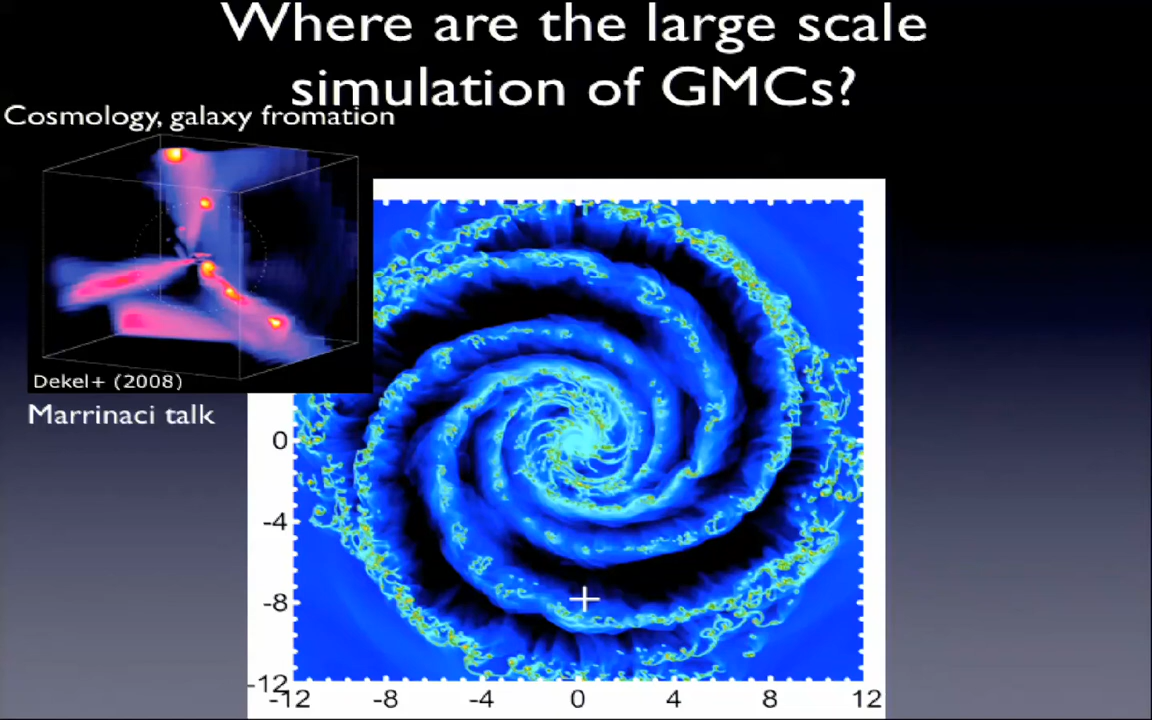 Where are the large scale
simulation of GMCs?
Cosmology, galaxy fromation
Dekel+ (2008)
Marrinaci talk
0
-4
-8
-12
-12 -8 -4 0 4 8 12